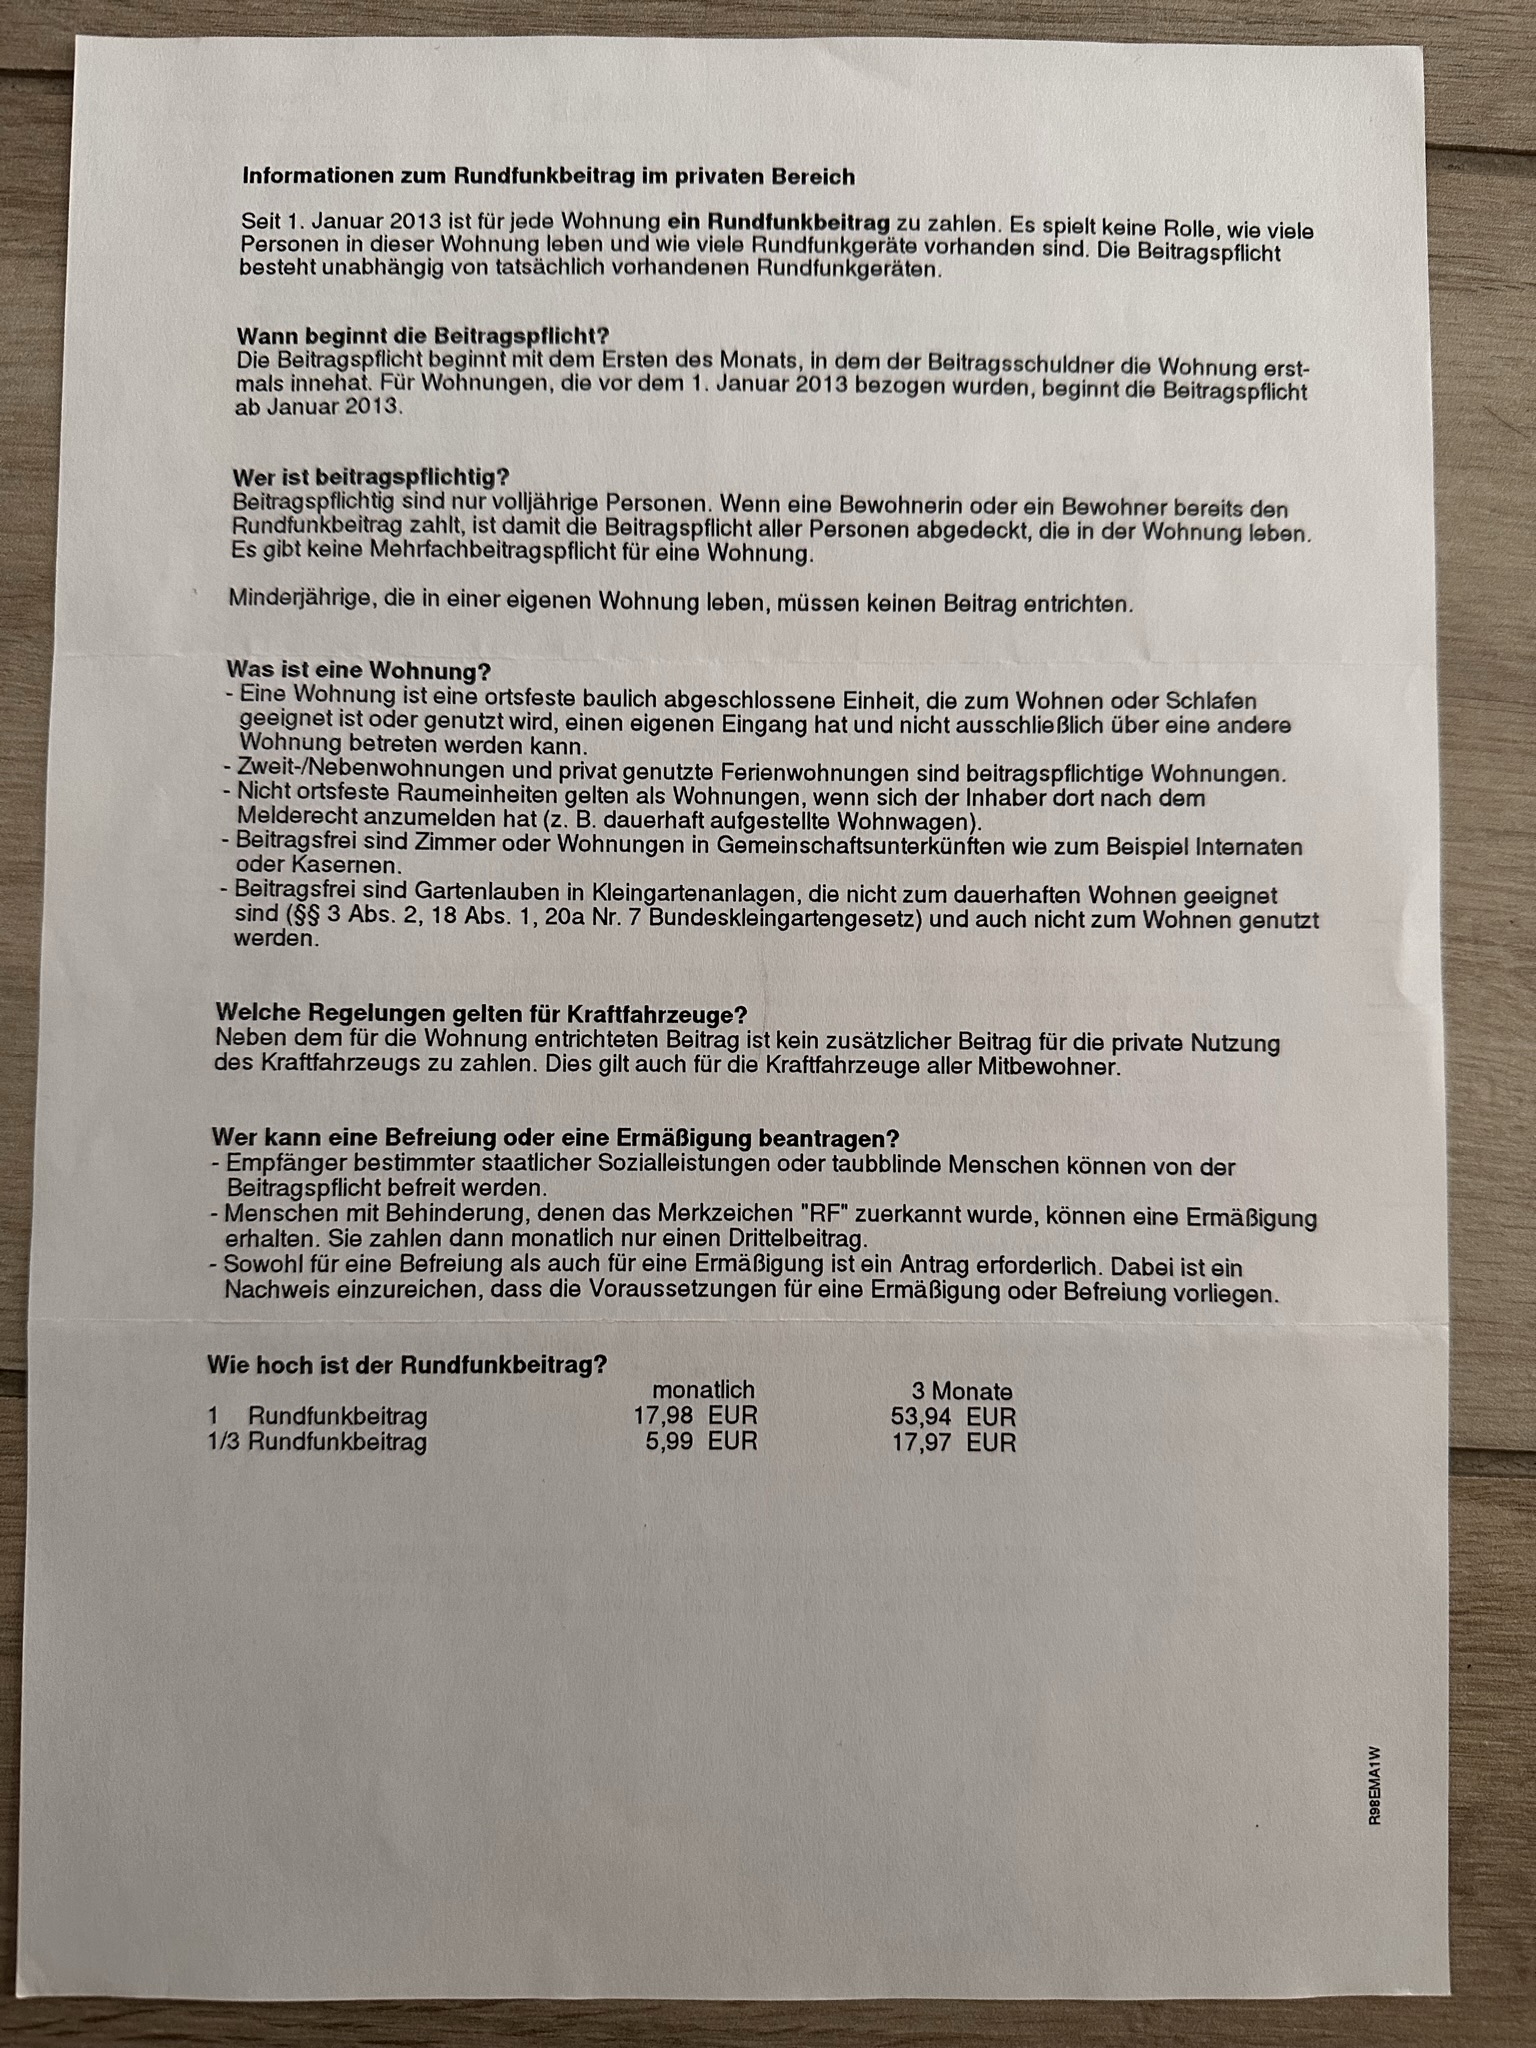 Informationen zum Rundfunkbeitrag im privaten Bereich
Seit 1. Januar 2013 ist für jede Wohnung ein Rundfunkbeitrag zu zahlen. Es spielt keine Rolle, wie viele
Personen in dieser Wohnung leben und wie viele Rundfunkgeräte vorhanden sind. Die Beitragspflicht
besteht unabhängig von tatsächlich vorhandenen Rundfunkgeräten.
Wann beginnt die Beitragspflicht?
Die Beitragspflicht beginnt mit dem Ersten des Monats, in dem der Beitragsschuldner die Wohnung erst-
mals innehat. Für Wohnungen, die vor dem 1. Januar 2013 bezogen wurden, beginnt die Beitragspflicht
ab Januar 2013.
Wer ist beitragspflichtig?
Beitragspflichtig sind nur volljährige Personen. Wenn eine Bewohnerin oder ein Bewohner bereits den
Rundfunkbeitrag zahlt, ist damit die Beitragspflicht aller Personen abgedeckt, die in der Wohnung leben.
Es gibt keine Mehrfachbeitragspflicht für eine Wohnung.
Minderjährige, die in einer eigenen Wohnung leben, müssen keinen Beitrag entrichten.
Was ist eine Wohnung?
- Eine Wohnung ist eine ortsfeste baulich abgeschlossene Einheit, die zum Wohnen oder Schlafen
geeignet ist oder genutzt wird, einen eigenen Eingang hat und nicht ausschließlich über eine andere
Wohnung betreten werden kann.
- Zweit-/Nebenwohnungen und privat genutzte Ferienwohnungen sind beitragspflichtige Wohnungen.
- Nicht ortsfeste Raumeinheiten gelten als Wohnungen, wenn sich der Inhaber dort nach dem
Melderecht anzumelden hat (z. B. dauerhaft aufgestellte Wohnwagen).
- Beitragsfrei sind Zimmer oder Wohnungen in Gemeinschaftsunterkünften wie zum Beispiel Internaten
oder Kasernen.
- Beitragsfrei sind Gartenlauben in Kleingartenanlagen, die nicht zum dauerhaften Wohnen geeignet
sind (§§ 3 Abs. 2, 18 Abs. 1, 20a Nr. 7 Bundeskleingartengesetz) und auch nicht zum Wohnen genutzt
werden.
Welche Regelungen gelten für Kraftfahrzeuge?
Neben dem für die Wohnung entrichteten Beitrag ist kein zusätzlicher Beitrag für die private Nutzung
des Kraftfahrzeugs zu zahlen. Dies gilt auch für die Kraftfahrzeuge aller Mitbewohner.
Wer kann eine Befreiung oder eine Ermäßigung beantragen?
- Empfänger bestimmter staatlicher Sozialleistungen oder taubblinde Menschen können von der
Beitragspflicht befreit werden.
- Menschen mit Behinderung, denen das Merkzeichen "RF" zuerkannt wurde, können eine Ermäßigung
erhalten. Sie zahlen dann monatlich nur einen Drittelbeitrag.
- Sowohl für eine Befreiung als auch für eine Ermäßigung ist ein Antrag erforderlich. Dabei ist ein
Nachweis einzureichen, dass die Voraussetzungen für eine Ermäßigung oder Befreiung vorliegen.
Wie hoch ist der Rundfunkbeitrag?
monatlich 3 Monate
1 Rundfunkbeitrag 17,98 EUR 53,94 EUR
1/3 Rundfunkbeitrag 5,99 EUR 17,97 EUR
R98EMA1W